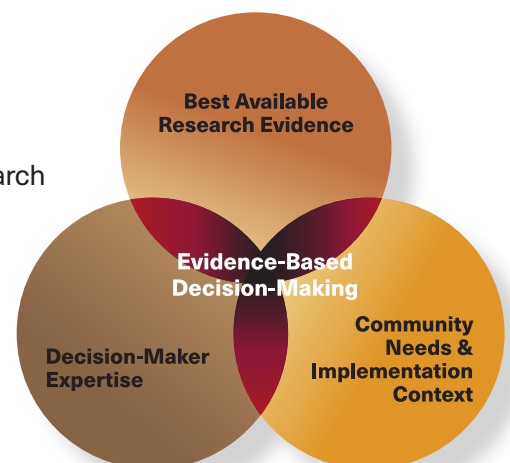 Best Available
Research Evidence
arch
Evidence-Based
Decision-Making
Decision-Maker
Expertise
Community
Needs &
Implementation
Context